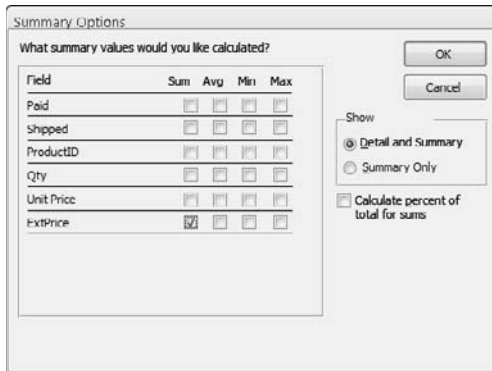 Summary Options
What summary values would you like calculated?
OK
Cancel
Field Sum Avg Min Max
Paid
Shipped
ProductID
Qty
Unit Price
ExtPrice
Show
Detail and Summary
Summary Only
Calculate percent of
total for sums